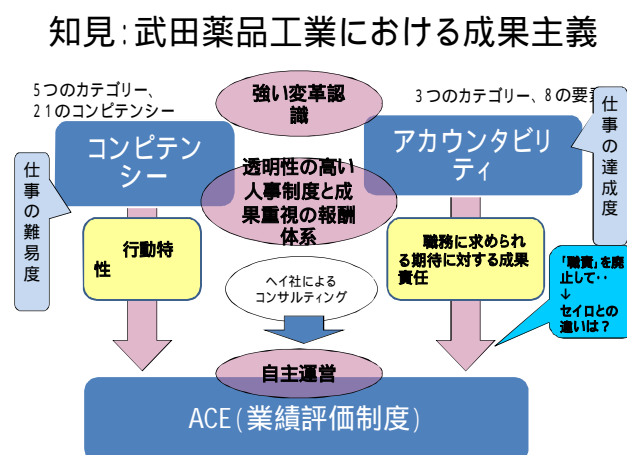 知見：武田薬品工業における成果主義
5つのカテゴリー、
21のコンピテンシー
強い変革認
識
3つのカテゴリー、8の要素
仕事の達成度
コンピテン
シー
アカウンタビリ
ティ
仕事の難易度
透明性の高い
人事制度と成
果重視の報酬
体系
行動特
性
職務に求められ
る期待に対する成果
責任
ヘイ社による
コンサルティング
「職責」を廃
止して・・
↓
セイロとの
違いは？
自主運営
ACE(業績評価制度)